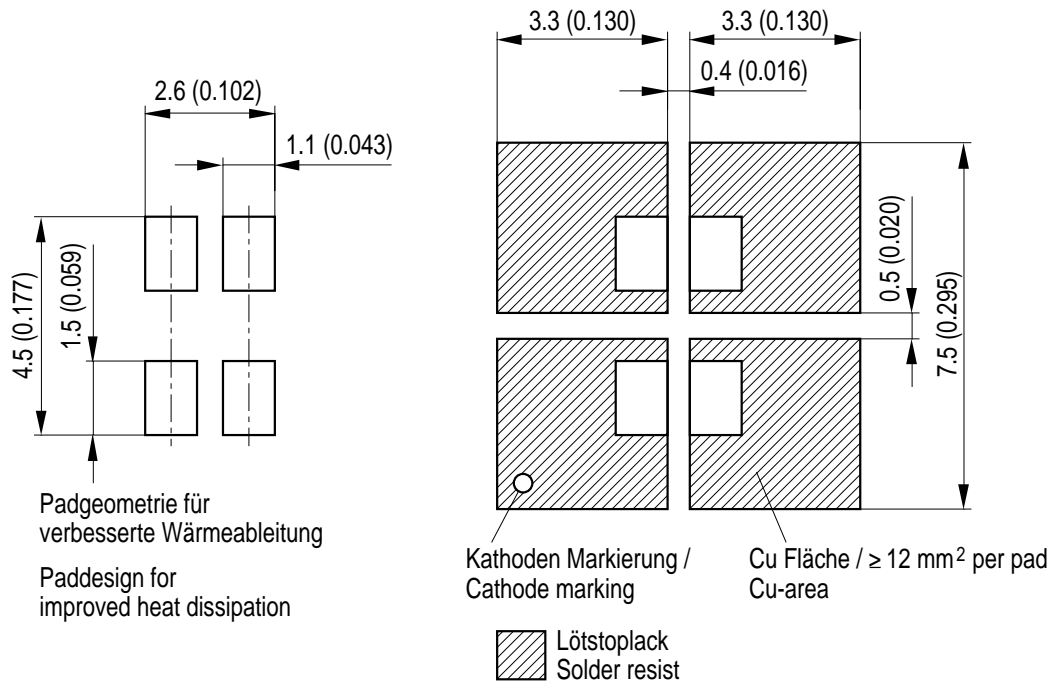 3.3 (0.130)
3.3 (0.130)
0.4 (0.016)
2.6 (0.102)
1.1 (0.043)
4.5 (0.177)
1.5 (0.059)
0.5 (0.020)
7.5 (0.295)
Padgeometrie für
verbesserte Wärmeableitung
Paddesign for
improved heat dissipation
Kathoden Markierung /
Cathode marking
Cu Fläche / ≥ 12 mm² per pad
Cu-area
Lötstoplack
Solder resist